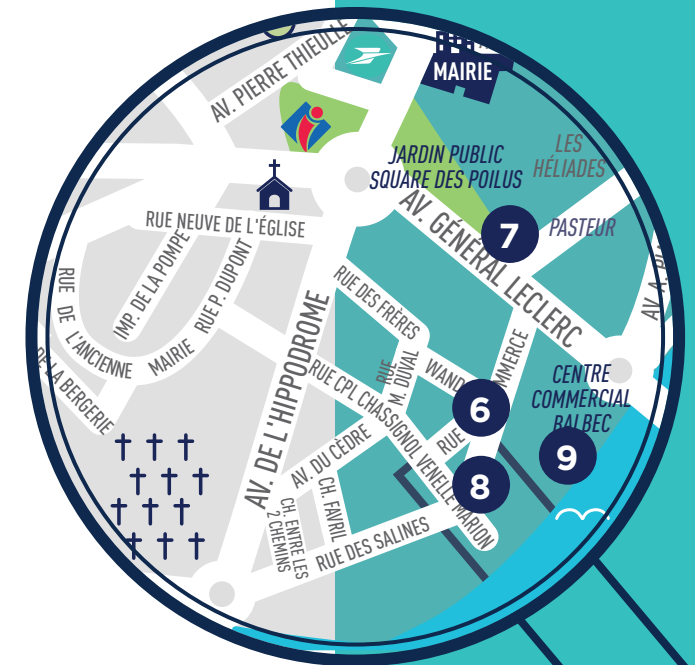 AV. PIERRE THIEULLE
MAIRIE
JARDIN PUBLIC
SQUARE DES POILUS
LES
HÉLIADES
7
PASTEUR
AV. GÉNÉRAL LECLERC
AV. A.
RUE NEUVE DE L'ÉGLISE
IMP. DE LA POMPE
RUE P. DUPONT
RUE DE L'ANCIENNE MAIRIE
DE LA BERGERIE
AV. DE L'HIPPODROME
RUE DES FRÈRES
WAND
RUE
M. DUVAL
RUE CPL CHASSIGNOL
VENELLE MARION
RUE
MMERCE
6
CENTRE
COMMERCIAL
BALBEC
9
8
AV. DU CÈDRE
CH. FAVRIL
CH. ENTRE LES
2 CHEMINS
RUE DES SALINES